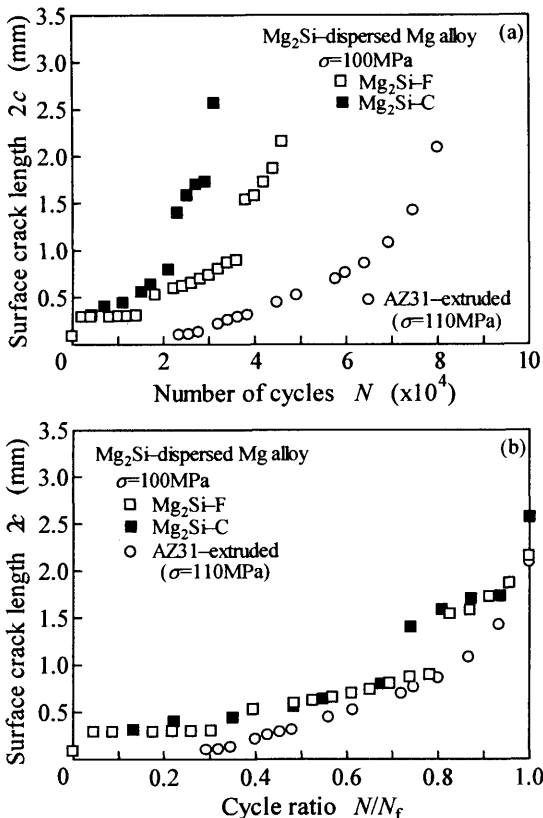 (a)
Mg₂Si–dispersed Mg alloy
σ=100MPa
□ Mg₂Si–F
■ Mg₂Si–C
○ AZ31–extruded
(σ=110MPa)
Surface crack length 2c (mm)
3.5
3.0
2.5
2.0
1.5
1.0
0.5
0 2 4 6 8 10
Number of cycles N (x10⁴)
(b)
Mg₂Si–dispersed Mg alloy
σ=100MPa
□ Mg₂Si–F
■ Mg₂Si–C
○ AZ31–extruded
(σ=110MPa)
Surface crack length 2c (mm)
3.5
3.0
2.5
2.0
1.5
1.0
0.5
0 0.2 0.4 0.6 0.8 1.0
Cycle ratio N/Nf